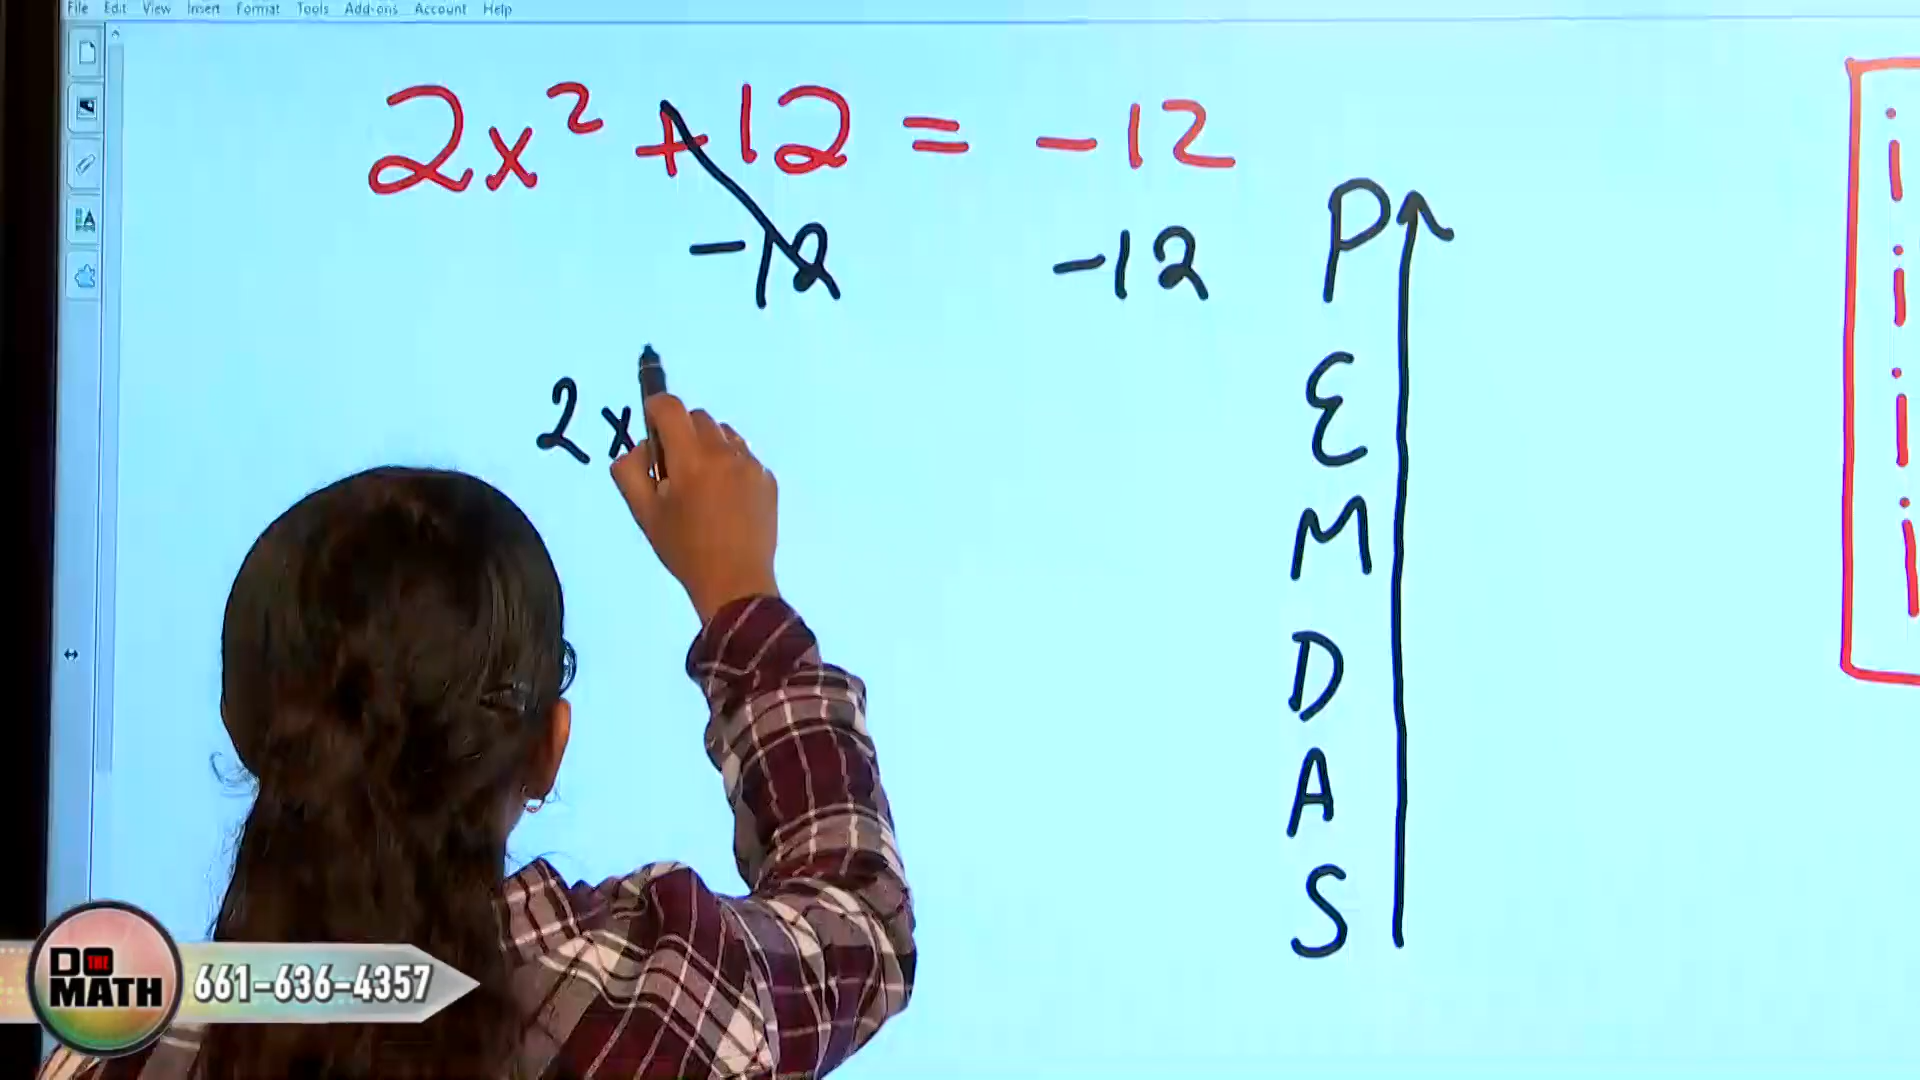 File Edit View Insert Format Tools Add-ons Account Help
2x² + 12 = -12
-12 -12
2x
P
E
M
D
A
S
DO THE MATH
661-636-4357